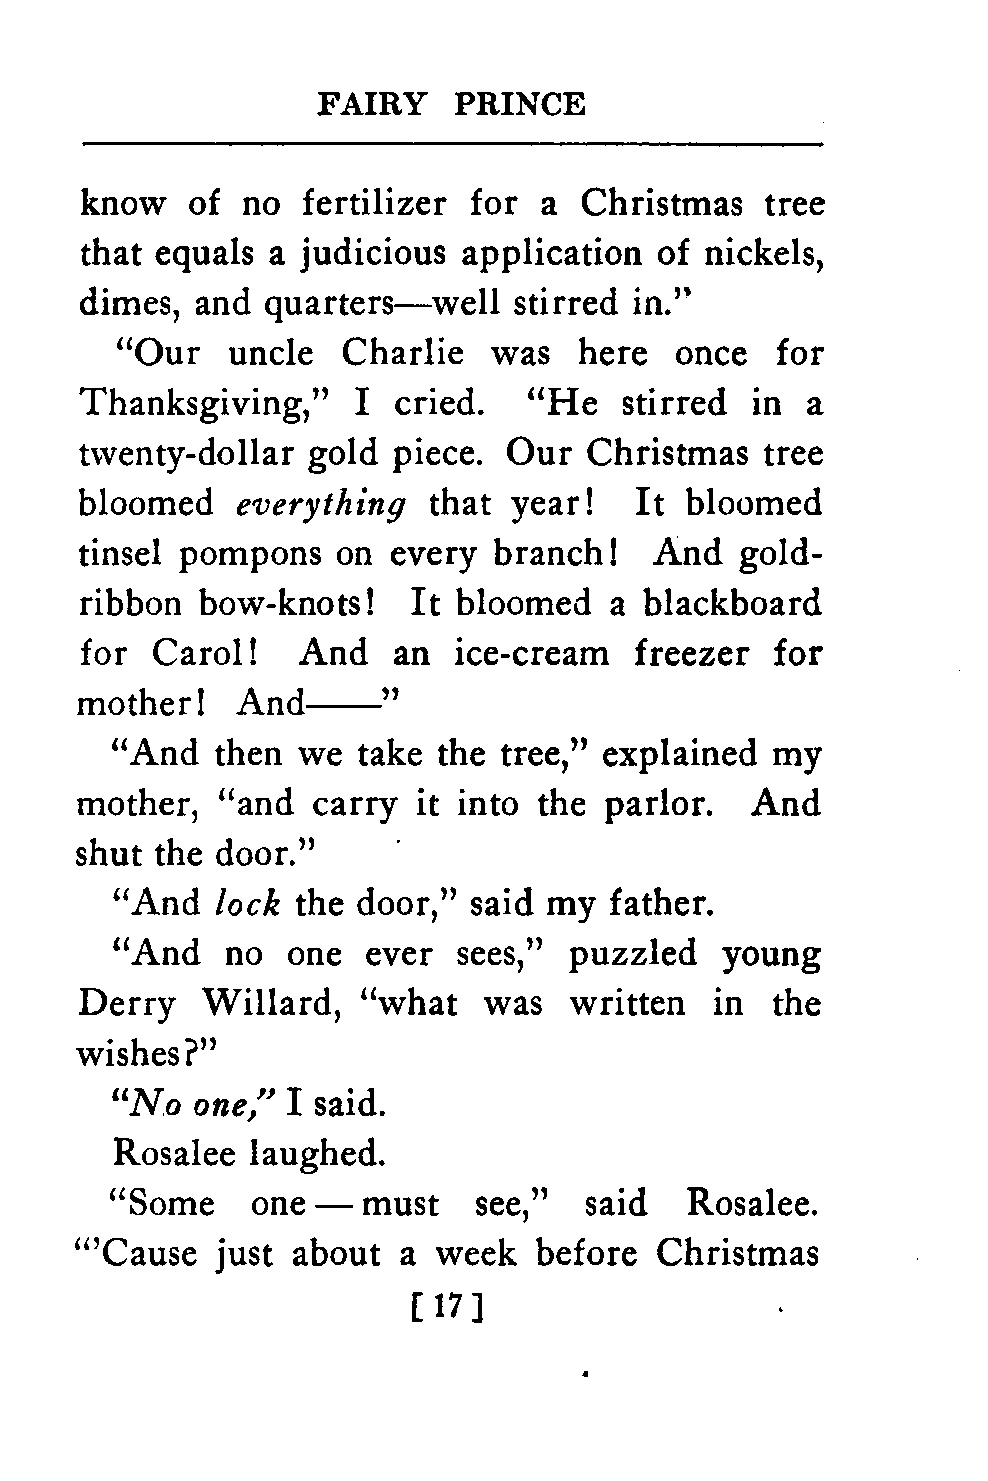 FAIRY PRINCE
know of no fertilizer for a Christmas tree
that equals a judicious application of nickels,
dimes, and quarters—well stirred in."
"Our uncle Charlie was here once for
Thanksgiving," I cried. "He stirred in a
twenty-dollar gold piece. Our Christmas tree
bloomed everything that year! It bloomed
tinsel pompons on every branch! And gold-
ribbon bow-knots! It bloomed a blackboard
for Carol! And an ice-cream freezer for
mother! And——"
"And then we take the tree," explained my
mother, "and carry it into the parlor. And
shut the door."
"And lock the door," said my father.
"And no one ever sees," puzzled young
Derry Willard, "what was written in the
wishes?"
"No one," I said.
Rosalee laughed.
"Some one — must see," said Rosalee.
"'Cause just about a week before Christmas
[ 17 ]